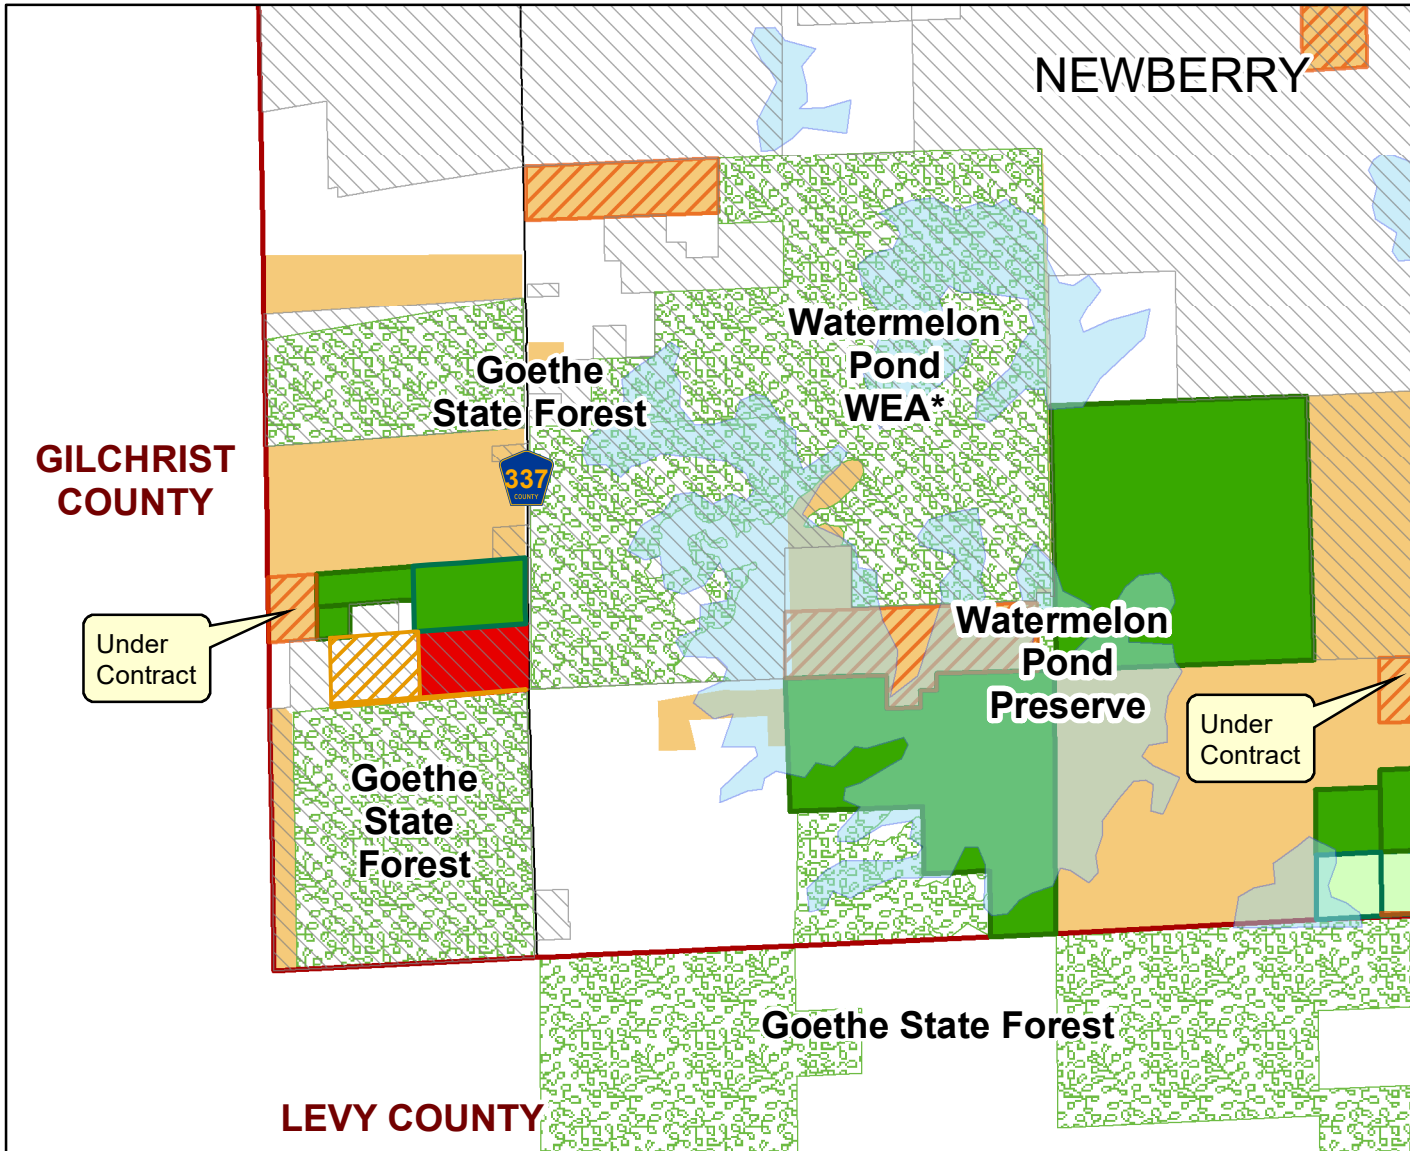 NEWBERRY
Watermelon
Pond
WEA*
Goethe
State Forest
GILCHRIST
COUNTY
337
COUNTY
Under
Contract
Watermelon
Pond
Preserve
Under
Contract
Goethe
State
Forest
Goethe State Forest
LEVY COUNTY